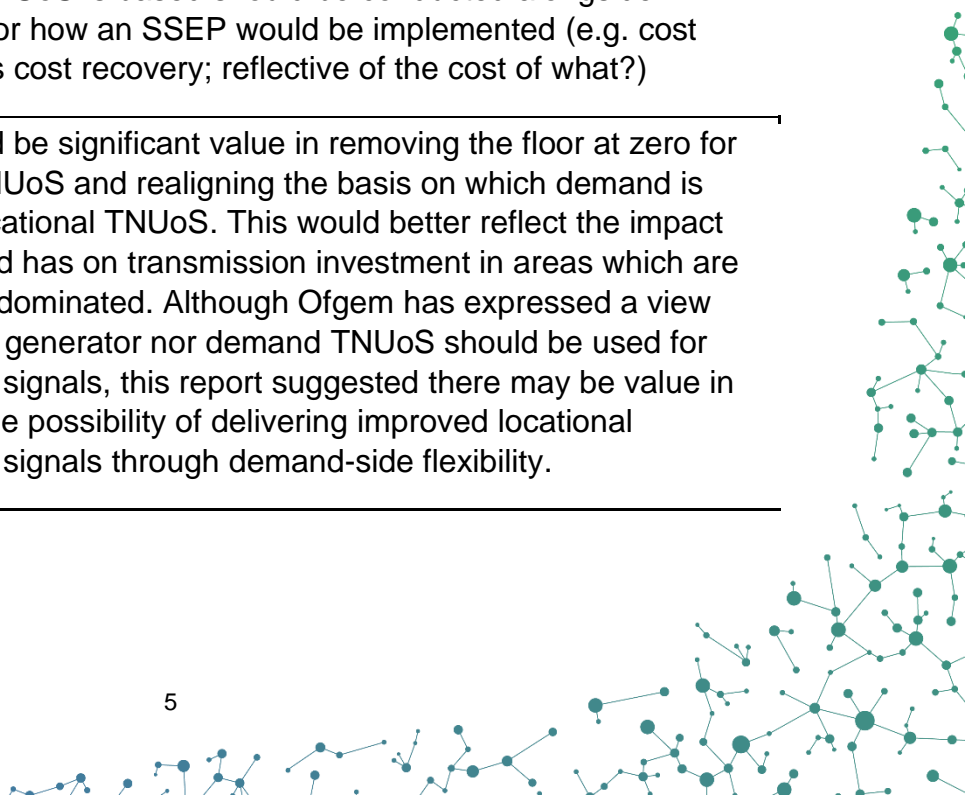 or how an SSEP would be implemented (e.g. cost
cost recovery; reflective of the cost of what?)
be significant value in removing the floor at zero for
and realigning the basis on which demand is
TNUoS. This would better reflect the impact
has on transmission investment in areas which are
dominated. Although Ofgem has expressed a view
generator nor demand TNUoS should be used for
signals, this report suggested there may be value in
possibility of delivering improved locational
signals through demand-side flexibility.
5